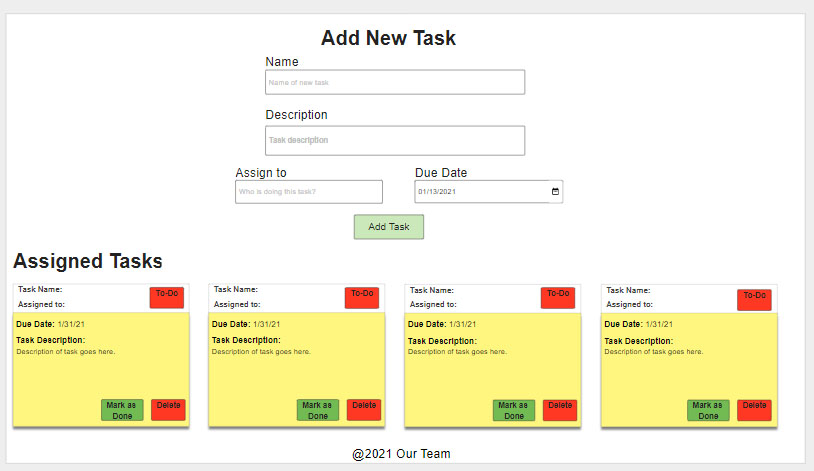 Add New Task
Name
Name of new task
Description
Task description
Assign to Due Date
Who is doing this task? 01/13/2021
Add Task
Assigned Tasks
Task Name: To-Do Task Name: To-Do Task Name: To-Do Task Name: To-Do
Assigned to: Assigned to: Assigned to: Assigned to:
Due Date: 1/31/21 Due Date: 1/31/21 Due Date: 1/31/21 Due Date: 1/31/21
Task Description: Task Description: Task Description: Task Description:
Description of task goes here. Description of task goes here. Description of task goes here. Description of task goes here.
Mark as Delete Mark as Delete Mark as Delete Mark as Delete
Done Done Done Done
@2021 Our Team